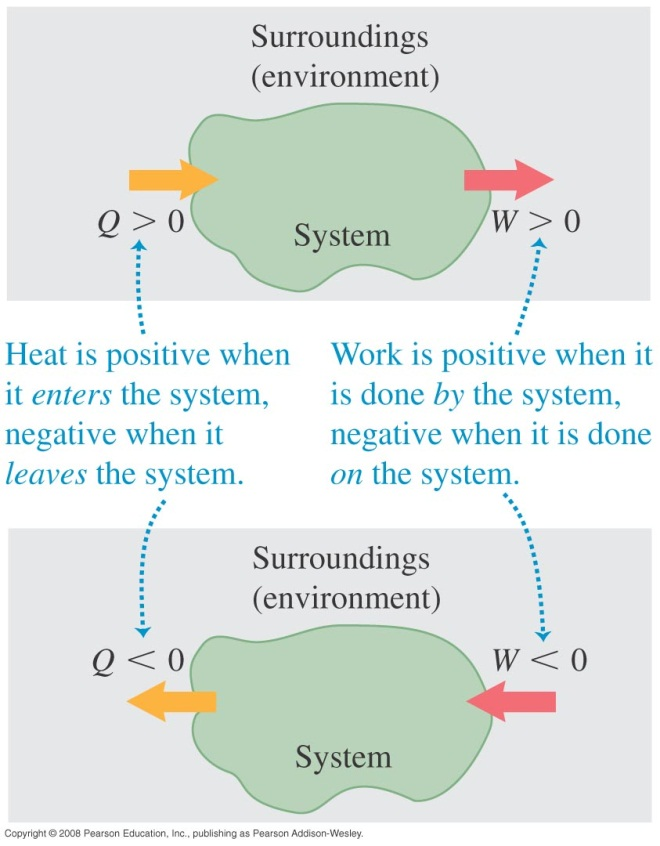 Surroundings
(environment)
Q > 0
W > 0
System
Heat is positive when
it enters the system,
negative when it
leaves the system.
Work is positive when it
is done by the system,
negative when it is done
on the system.
Surroundings
(environment)
Q < 0
W < 0
System
Copyright © 2008 Pearson Education, Inc., publishing as Pearson Addison-Wesley.